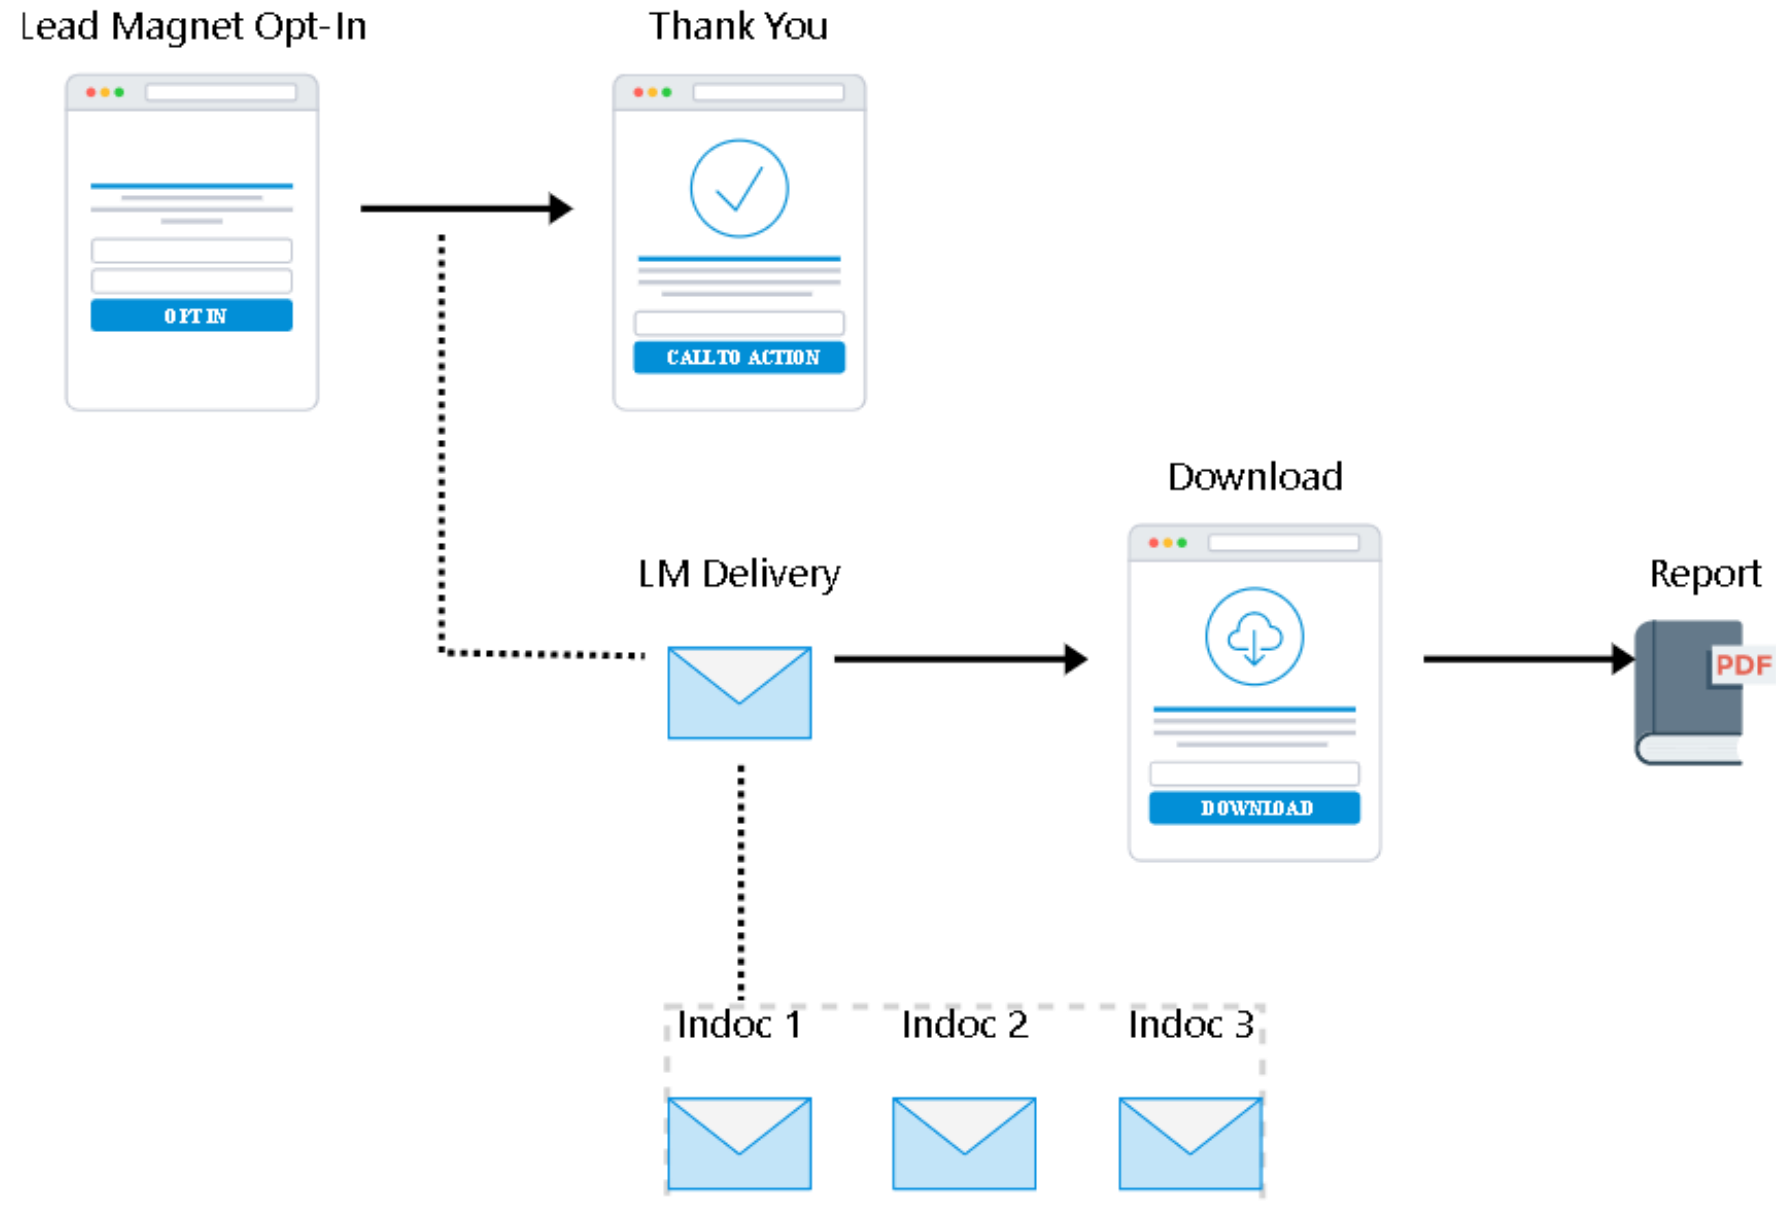 Lead Magnet Opt-In
Thank You
OPT IN
CALL TO ACTION
Download
LM Delivery
Report
PDF
DOWNLOAD
Indoc 1
Indoc 2
Indoc 3